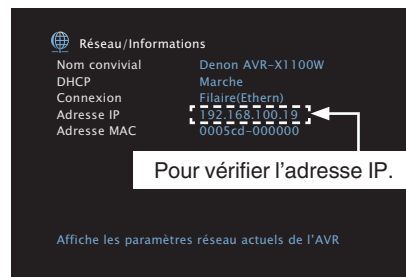 Réseau/Informations
Nom convivial Denon AVR-X1100W
DHCP Marche
Connexion Filaire(Ethern)
Adresse IP 192.168.100.19
Adresse MAC 0005cd-000000
Pour vérifier l’adresse IP.
Affiche les paramètres réseau actuels de l’AVR